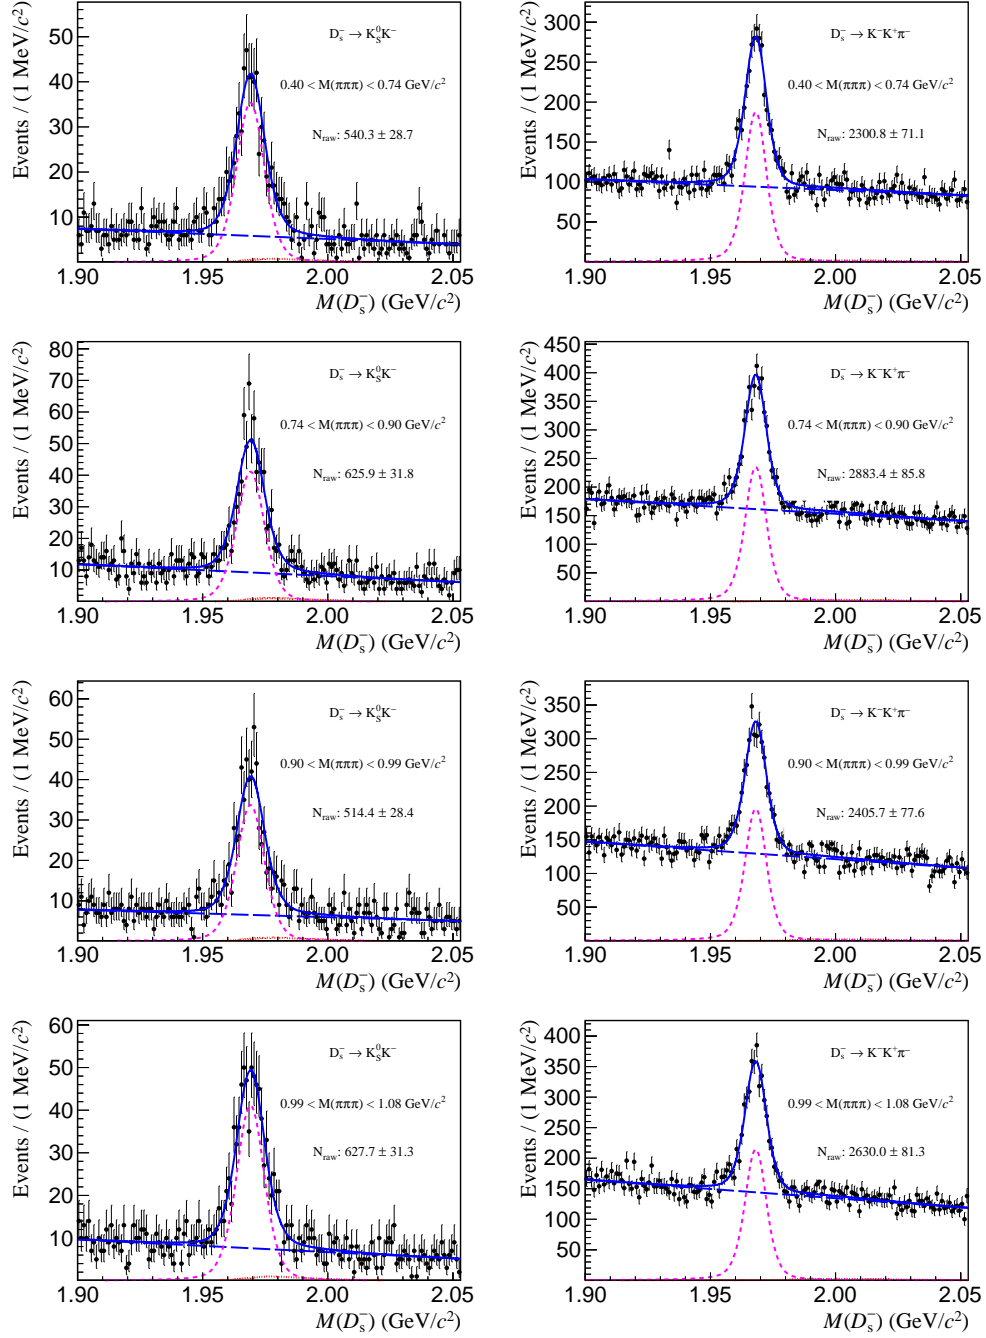 Events / (1 MeV/c²)
50
40
30
20
10
D_s⁻ → K_S⁰K⁻
0.40 < M(πππ) < 0.74 GeV/c²
N_raw: 540.3 ± 28.7
1.90 1.95 2.00 2.05
M(D_s⁻) (GeV/c²)
Events / (1 MeV/c²)
300
250
200
150
100
50
D_s⁻ → K⁻K⁺π⁻
0.40 < M(πππ) < 0.74 GeV/c²
N_raw: 2300.8 ± 71.1
1.90 1.95 2.00 2.05
M(D_s⁻) (GeV/c²)
Events / (1 MeV/c²)
80
70
60
50
40
30
20
10
D_s⁻ → K_S⁰K⁻
0.74 < M(πππ) < 0.90 GeV/c²
N_raw: 625.9 ± 31.8
1.90 1.95 2.00 2.05
M(D_s⁻) (GeV/c²)
Events / (1 MeV/c²)
450
400
350
300
250
200
150
100
50
D_s⁻ → K⁻K⁺π⁻
0.74 < M(πππ) < 0.90 GeV/c²
N_raw: 2883.4 ± 85.8
1.90 1.95 2.00 2.05
M(D_s⁻) (GeV/c²)
Events / (1 MeV/c²)
60
50
40
30
20
10
D_s⁻ → K_S⁰K⁻
0.90 < M(πππ) < 0.99 GeV/c²
N_raw: 514.4 ± 28.4
1.90 1.95 2.00 2.05
M(D_s⁻) (GeV/c²)
Events / (1 MeV/c²)
350
300
250
200
150
100
50
D_s⁻ → K⁻K⁺π⁻
0.90 < M(πππ) < 0.99 GeV/c²
N_raw: 2405.7 ± 77.6
1.90 1.95 2.00 2.05
M(D_s⁻) (GeV/c²)
Events / (1 MeV/c²)
60
50
40
30
20
10
D_s⁻ → K_S⁰K⁻
0.99 < M(πππ) < 1.08 GeV/c²
N_raw: 627.7 ± 31.3
1.90 1.95 2.00 2.05
M(D_s⁻) (GeV/c²)
Events / (1 MeV/c²)
400
350
300
250
200
150
100
50
D_s⁻ → K⁻K⁺π⁻
0.99 < M(πππ) < 1.08 GeV/c²
N_raw: 2630.0 ± 81.3
1.90 1.95 2.00 2.05
M(D_s⁻) (GeV/c²)